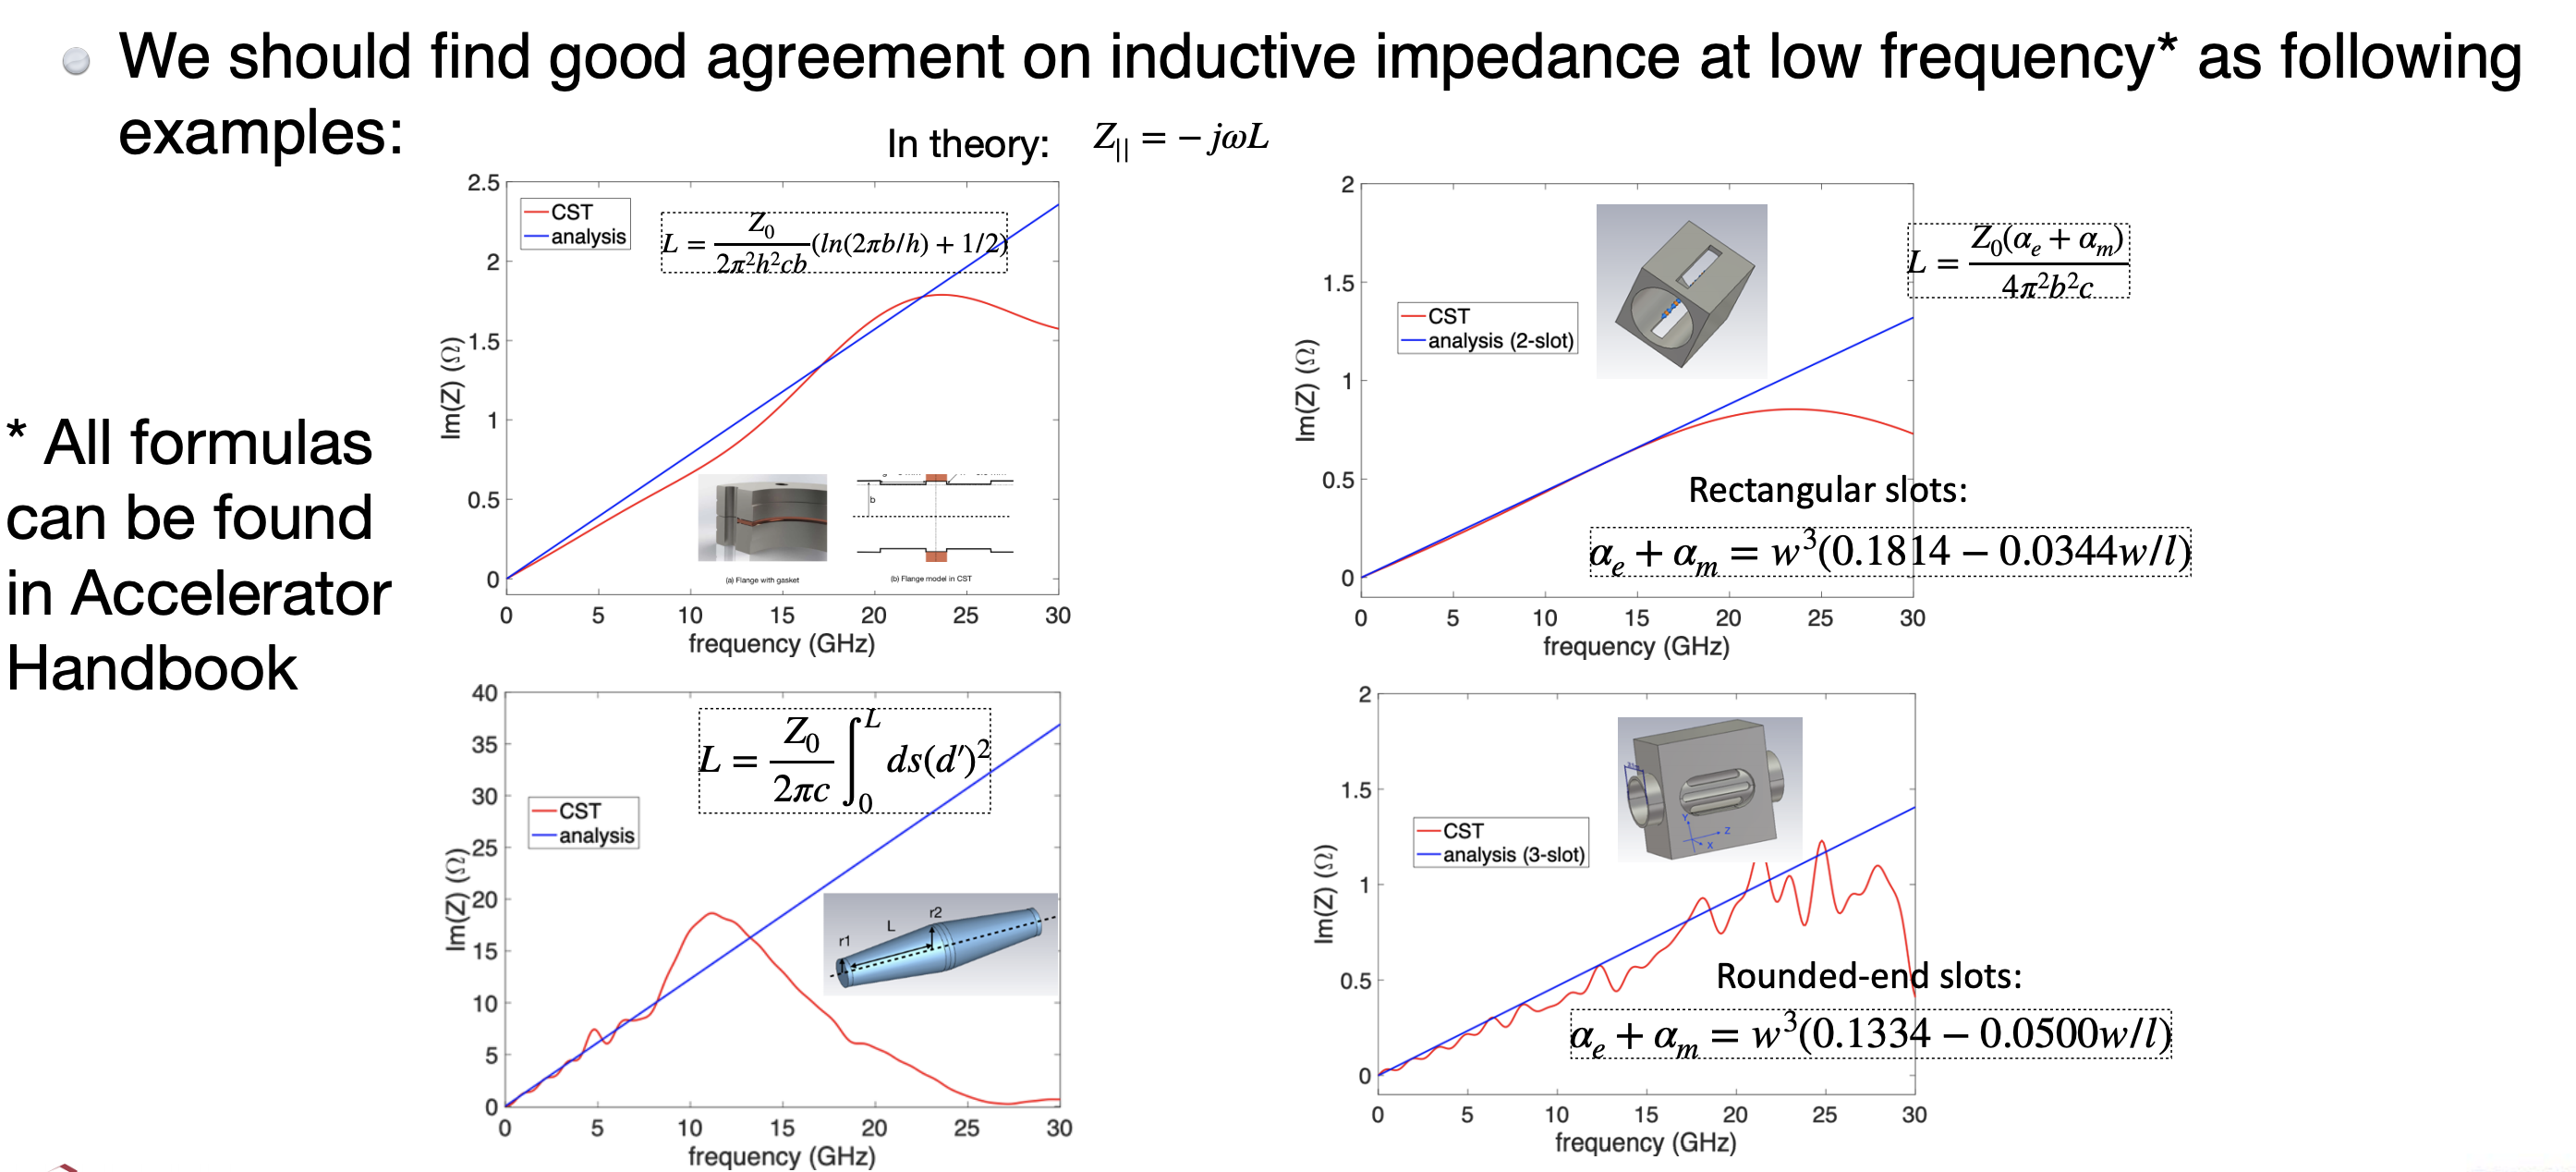 We should find good agreement on inductive impedance at low frequency* as following
examples:
In theory: Z|| = − jωL
* All formulas
can be found
in Accelerator
Handbook
2.5
2
1.5
1
0.5
0
Im(Z) (Ω)
CST
analysis
L = Z₀/(2π²h²cb) (ln(2πb/h) + 1/2)
b
(a) Flange with gasket
(b) Flange model in CST
0 5 10 15 20 25 30
frequency (GHz)
2
1.5
1
0.5
0
Im(Z) (Ω)
CST
analysis (2-slot)
L = Z₀(αₑ + αₘ)/(4π²b²c)
Rectangular slots:
αₑ + αₘ = w³(0.1814 − 0.0344w/l)
0 5 10 15 20 25 30
frequency (GHz)
40
35
30
25
20
15
10
5
0
Im(Z) (Ω)
L = Z₀/(2πc) ∫₀ᴸ ds(d′)²
CST
analysis
r1
L
r2
0 5 10 15 20 25 30
frequency (GHz)
2
1.5
1
0.5
0
Im(Z) (Ω)
CST
analysis (3-slot)
Y
Z
X
Rounded-end slots:
αₑ + αₘ = w³(0.1334 − 0.0500w/l)
0 5 10 15 20 25 30
frequency (GHz)